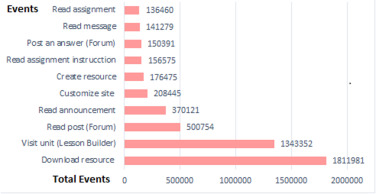 Events
Read assignment 136460
Read message 141279
Post an answer (Forum) 150391
Read assignment instrucction 156575
Create resource 176475
Customize site 208445
Read announcement 370121
Read post (Forum) 500754
Visit unit (Lesson Builder) 1343352
Download resource 1811981
Total Events 0 500000 1000000 1500000 2000000